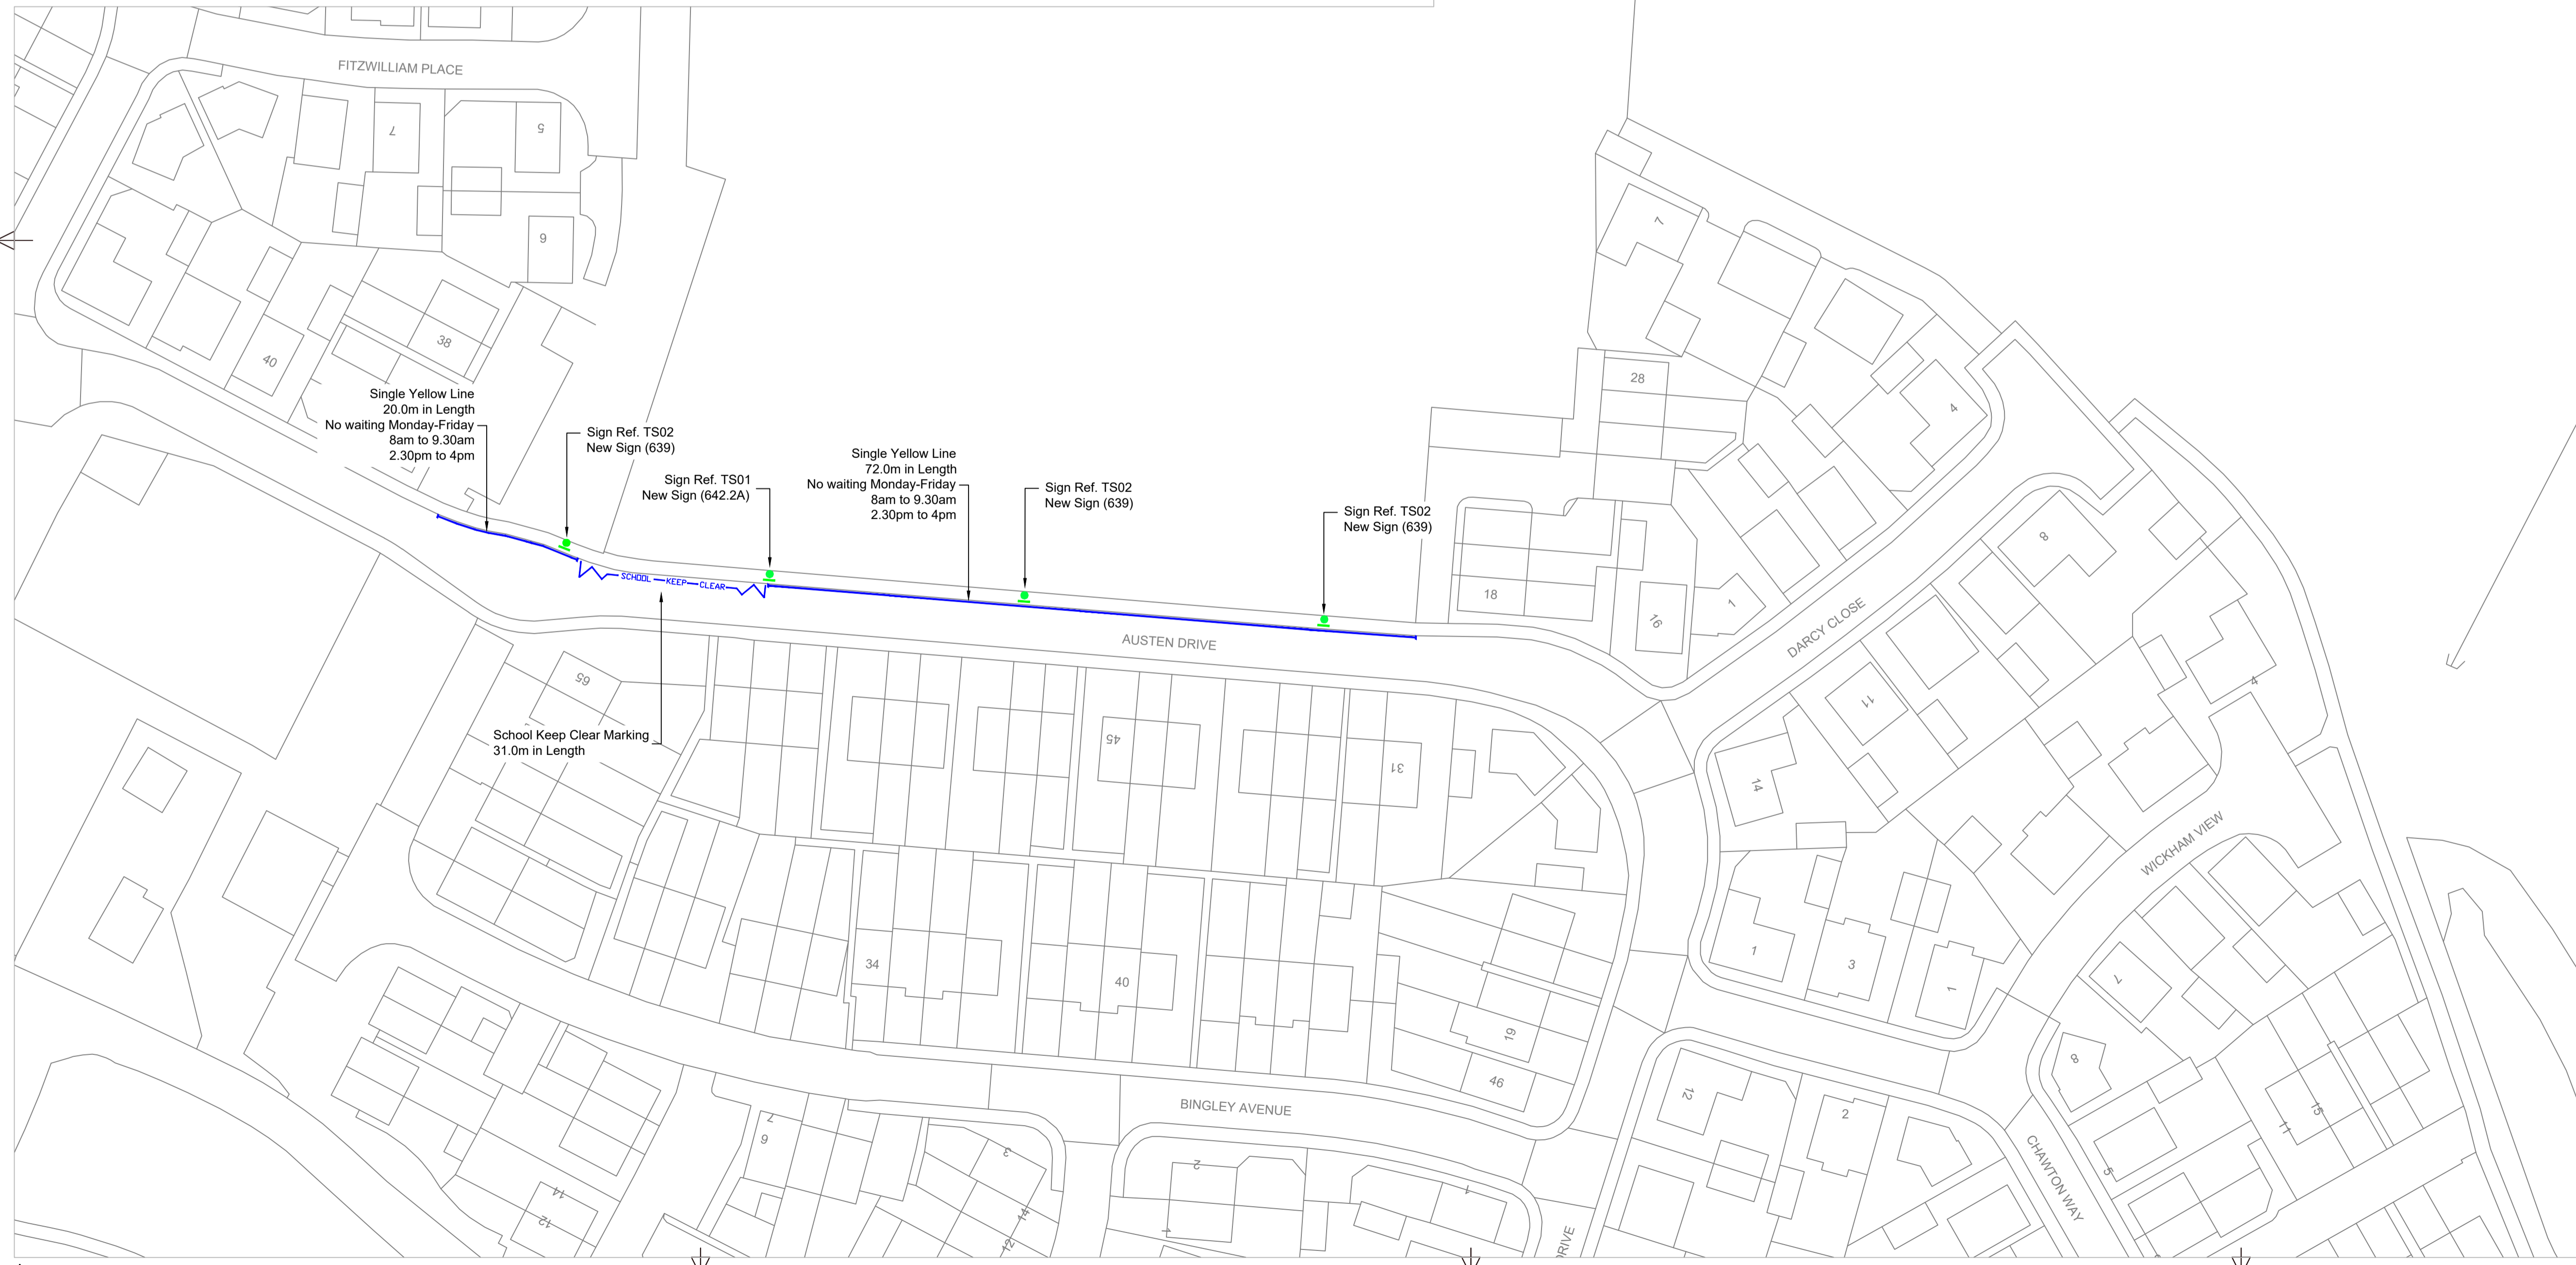 FITZWILLIAM PLACE
7
5
9
38
40
7
28
4
Single Yellow Line
20.0m in Length
No waiting Monday-Friday
8am to 9.30am
2.30pm to 4pm
Sign Ref. TS02
New Sign (639)
Sign Ref. TS01
New Sign (642.2A)
Single Yellow Line
72.0m in Length
No waiting Monday-Friday
8am to 9.30am
2.30pm to 4pm
Sign Ref. TS02
New Sign (639)
Sign Ref. TS02
New Sign (639)
SCHOOL KEEP CLEAR
18
16
1
8
AUSTEN DRIVE
DARCY CLOSE
65
School Keep Clear Marking
31.0m in Length
45
31
11
14
4
WICKHAM VIEW
34
40
19
46
1
3
1
7
8
BINGLEY AVENUE
12
2
15
11
5
CHAWTON WAY
7
9
3
2
1
14
12
14
12
DRIVE